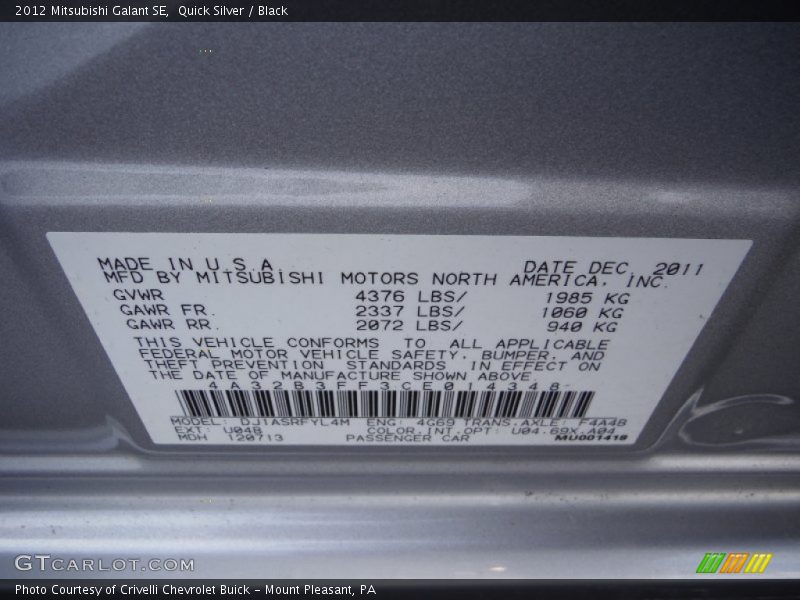 2012 Mitsubishi Galant SE,  Quick Silver / Black
MADE IN U S A DATE DEC, 2011
MFD BY MITSUBISHI MOTORS NORTH AMERICA, INC.
GVWR 4376 LBS/ 1985 KG
GAWR FR. 2337 LBS/ 1060 KG
GAWR RR. 2072 LBS/ 940 KG
THIS VEHICLE CONFORMS TO ALL APPLICABLE
FEDERAL MOTOR VEHICLE SAFETY, BUMPER, AND
THEFT PREVENTION STANDARDS IN EFFECT ON
THE DATE OF MANUFACTURE SHOWN ABOVE
4A32B3FF3CE014348
MODEL: DJ1ASRFYL4M ENG: 4G69 TRANS.AXLE: F4A4B
EXT: U04B COLOR.INT.OPT: U04.69X.A04
MDH 120713 PASSENGER CAR MU001418
GTCARLOT.COM
Photo Courtesy of Crivelli Chevrolet Buick – Mount Pleasant, PA